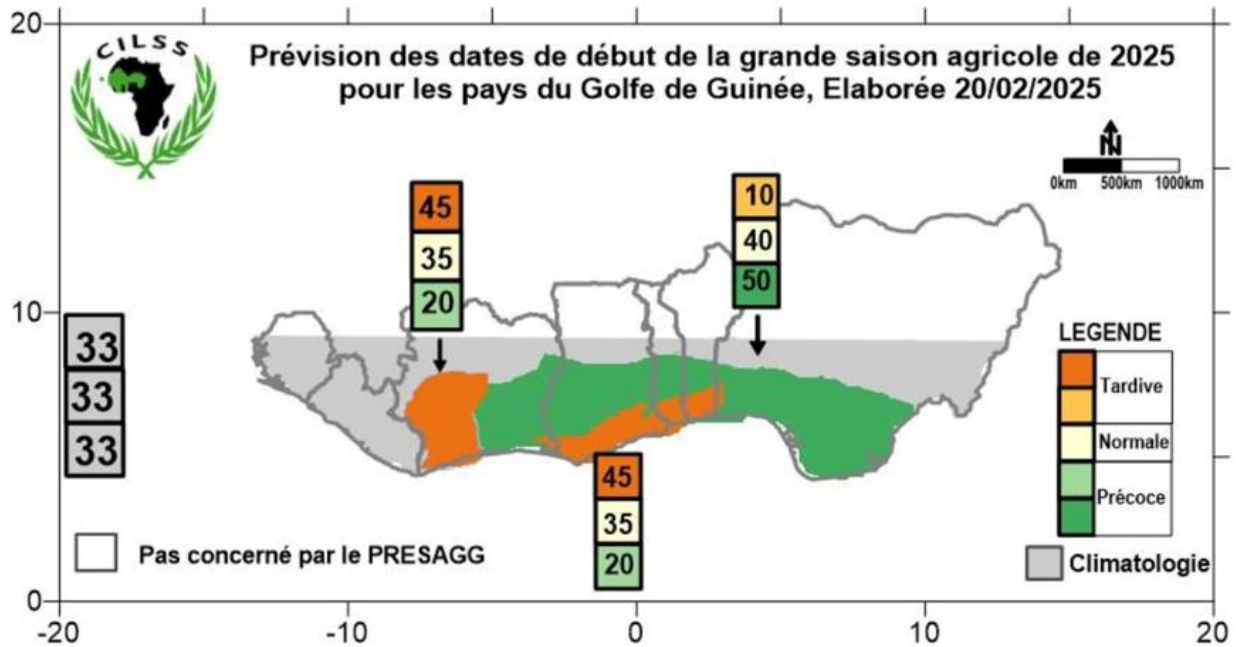 20
CILSS
Prévision des dates de début de la grande saison agricole de 2025
pour les pays du Golfe de Guinée, Elaborée 20/02/2025
N
0km 500km 1000km
45
35
20
10
40
50
10
33
33
33
LEGENDE
Tardive
Normale
Précoce
Climatologie
45
35
20
Pas concerné par le PRESAGG
0
-20 -10 0 10 20